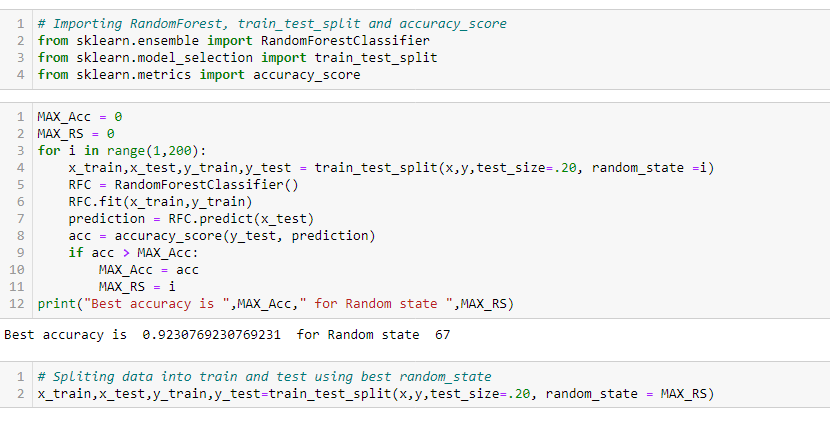 1 # Importing RandomForest, train_test_split and accuracy_score
2 from sklearn.ensemble import RandomForestClassifier
3 from sklearn.model_selection import train_test_split
4 from sklearn.metrics import accuracy_score
1 MAX_Acc = 0
2 MAX_RS = 0
3 for i in range(1,200):
4     x_train,x_test,y_train,y_test = train_test_split(x,y,test_size=.20, random_state =i)
5     RFC = RandomForestClassifier()
6     RFC.fit(x_train,y_train)
7     prediction = RFC.predict(x_test)
8     acc = accuracy_score(y_test, prediction)
9     if acc > MAX_Acc:
10         MAX_Acc = acc
11         MAX_RS = i
12 print("Best accuracy is ",MAX_Acc," for Random state ",MAX_RS)
Best accuracy is  0.9230769230769231  for Random state  67
1 # Spliting data into train and test using best random_state
2 x_train,x_test,y_train,y_test=train_test_split(x,y,test_size=.20, random_state = MAX_RS)